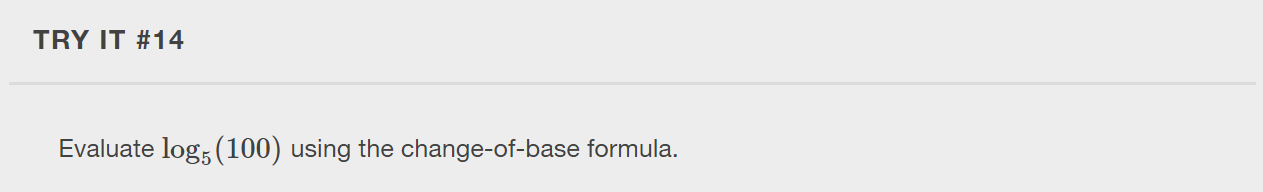 TRY IT #14
Evaluate log₅(100) using the change-of-base formula.